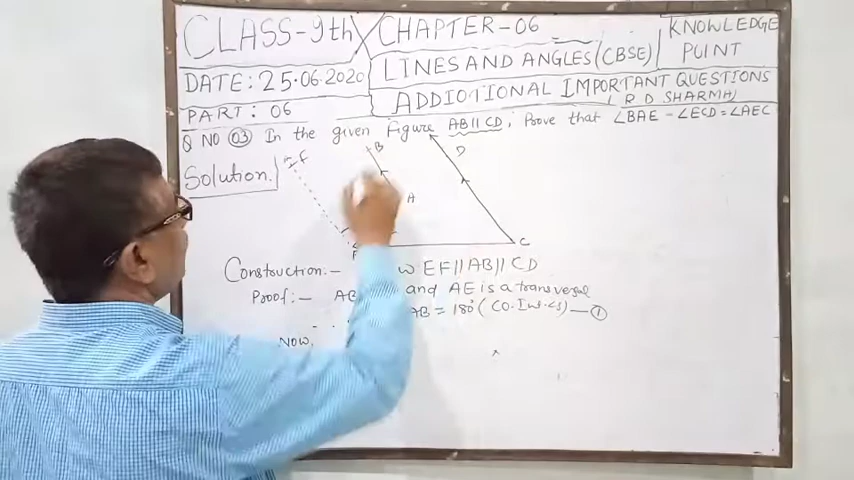 CLASS-9th
CHAPTER-06
KNOWLEDGE
POINT
LINES AND ANGLES (CBSE)
DATE: 25.06.2020
ADDIOTIONAL IMPORTANT QUESTIONS
PART: 06
(R D SHARMA)
Q NO 03 In the given Figure AB||CD, Prove that ∠BAE - ∠ECD = ∠AEC
Solution.
F
B
D
A
C
E
Construction:- EF||AB||CD
Proof:- and AE is a transversal
AB = 180° (CO.Int.∠s) — 1
Now,